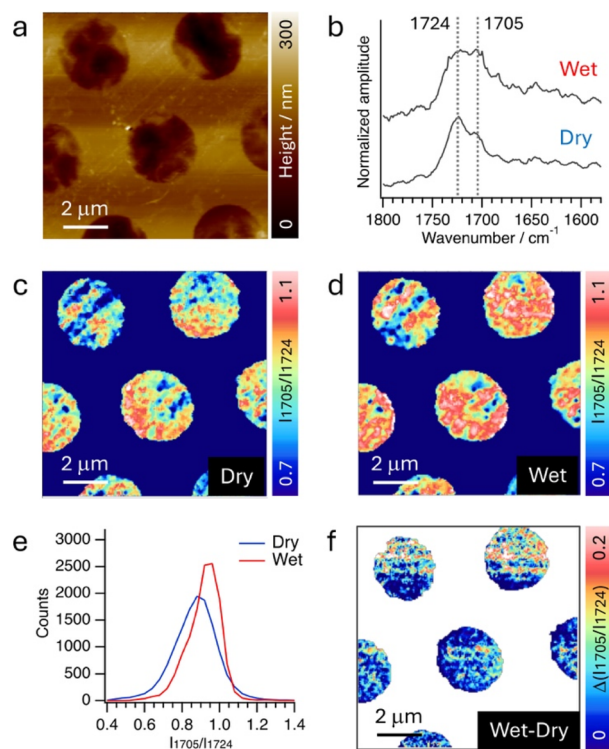 a
300
Height / nm
0
2 μm
b
1724 1705
Wet
Dry
Normalized amplitude
1800 1750 1700 1650 1600
Wavenumber / cm-1
c
1.1
I1705/I1724
0.7
2 μm
Dry
d
1.1
I1705/I1724
0.7
2 μm
Wet
e
Dry
Wet
3000
2500
2000
1500
1000
500
0
Counts
0.4 0.6 0.8 1.0 1.2 1.4
I1705/I1724
f
0.2
Δ(I1705/I1724)
0
2 μm
Wet-Dry